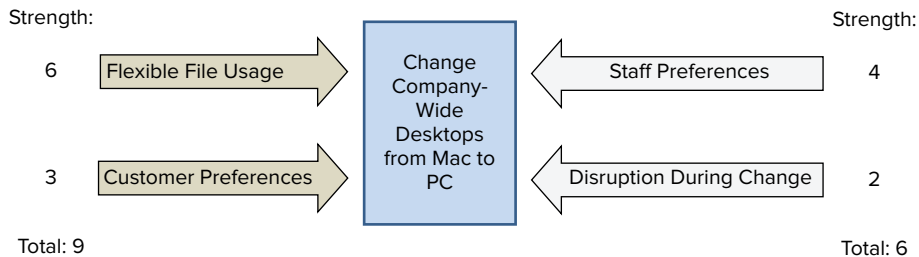 Strength:
Strength:
6
Flexible File Usage
Change
Company-
Wide
Desktops
from Mac to
PC
Staff Preferences
4
3
Customer Preferences
Disruption During Change
2
Total: 9
Total: 6